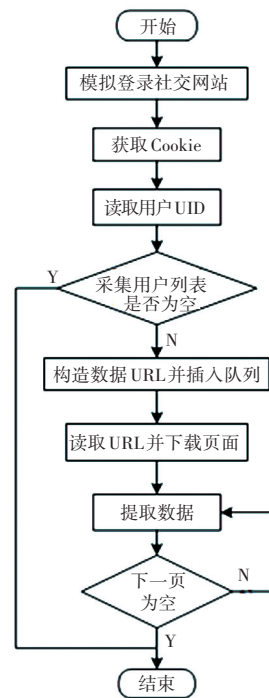 开始
模拟登录社交网站
获取Cookie
读取用户UID
Y
采集用户列表
是否为空
N
构造数据URL并插入队列
读取URL并下载页面
提取数据
下一页
为空
N
Y
结束